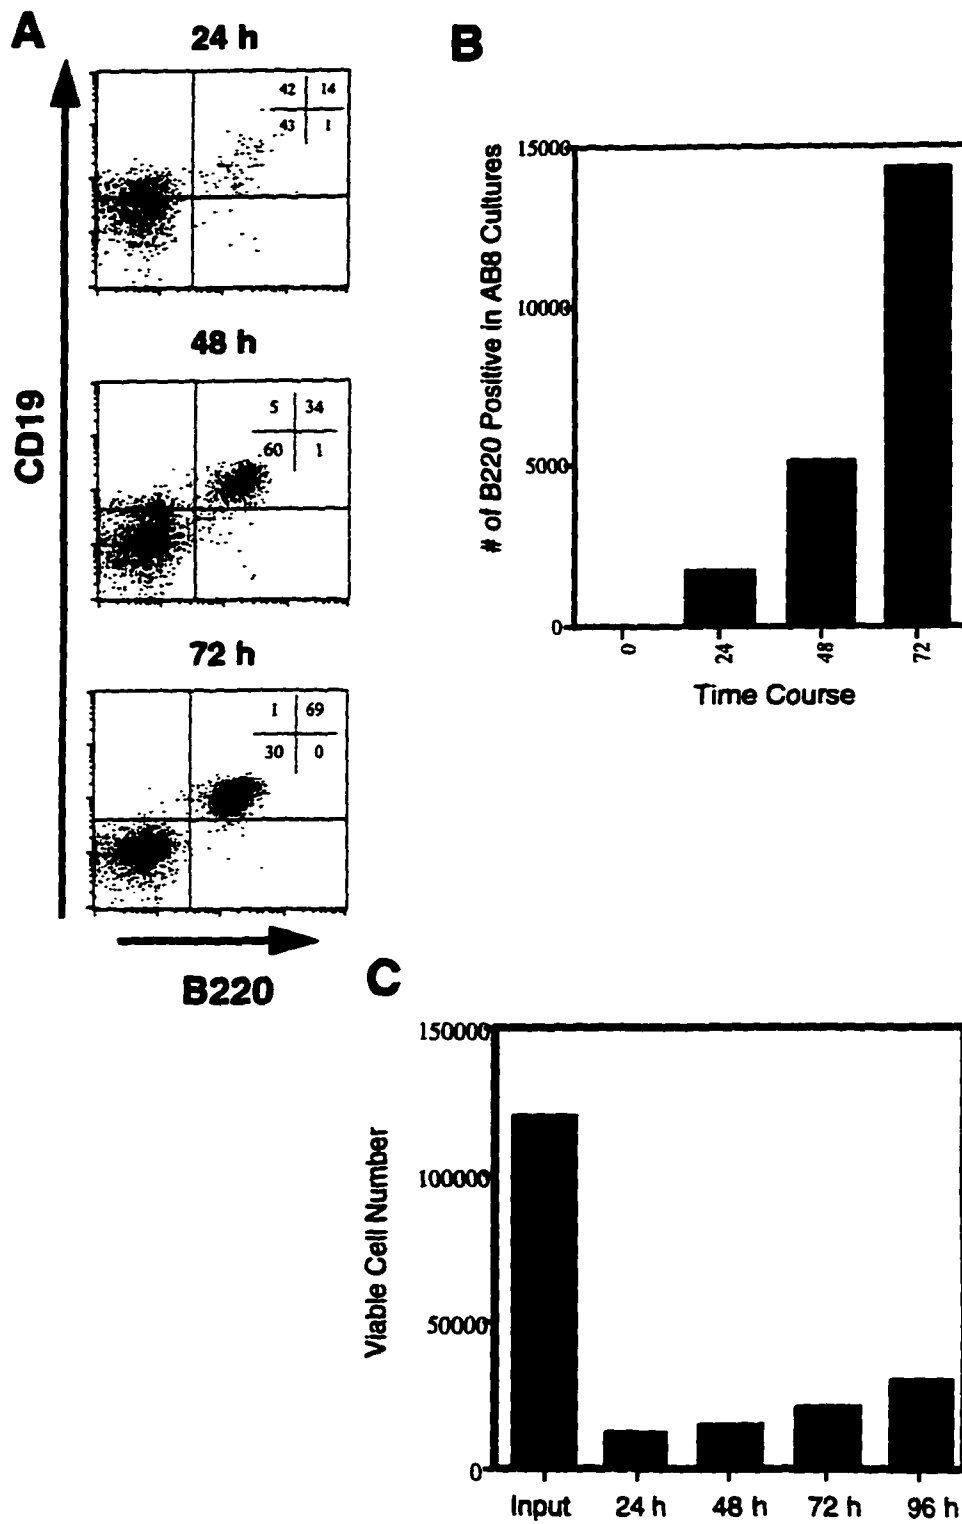 A
24 h
42 14
43 1
48 h
5 34
60 1
72 h
1 69
30 0
CD19
B220
B
15000
10000
5000
0
# of B220 Positive in AB8 Cultures
0 24 48 72
Time Course
C
150000
100000
50000
0
Viable Cell Number
Input 24 h 48 h 72 h 96 h